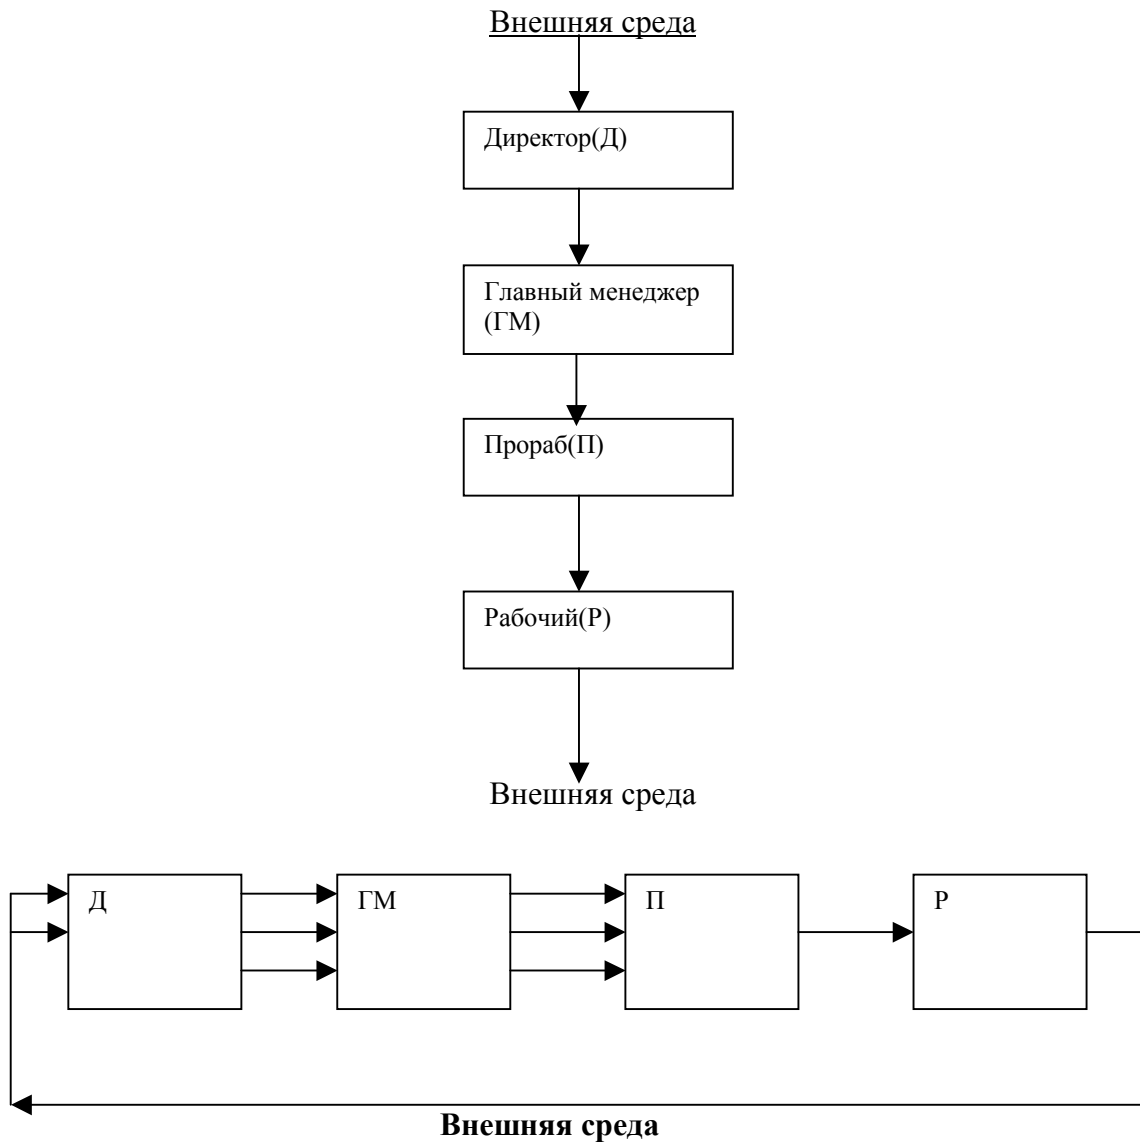 Внешняя среда
Директор(Д)
Главный менеджер
(ГМ)
Прораб(П)
Рабочий(Р)
Внешняя среда
Д
ГМ
П
Р
Внешняя среда